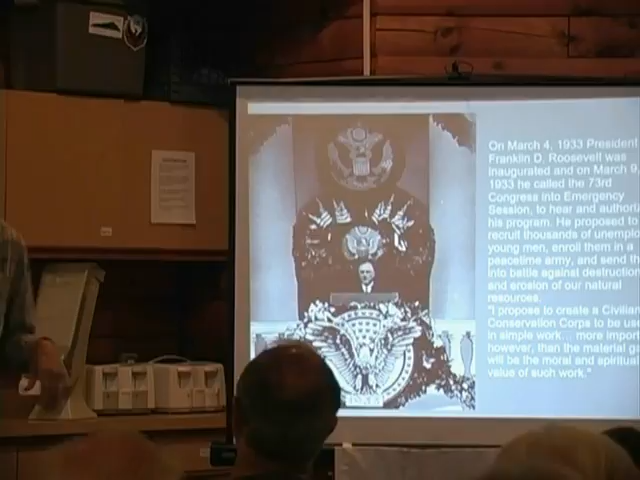 On March 4, 1933 President
Franklin D. Roosevelt was
inaugurated and on March 9,
1933 he called the 73rd
Congress into Emergency
Session, to hear and authori
his program. He proposed to
recruit thousands of unemplo
young men, enroll them in a
peacetime army, and send th
into battle against destruction
and erosion of our natural
resources.
"I propose to create a Civilian
Conservation Corps to be use
in simple work... more import
however, than the material ga
will be the moral and spiritual
value of such work."